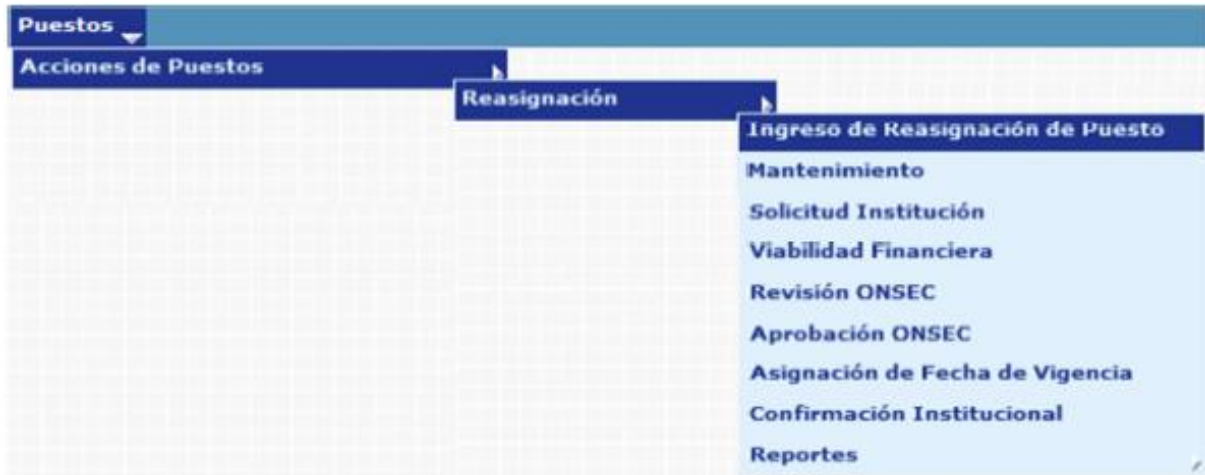 Puestos
Acciones de Puestos
Reasignación
Ingreso de Reasignación de Puesto
Mantenimiento
Solicitud Institución
Viabilidad Financiera
Revisión ONSEC
Aprobación ONSEC
Asignación de Fecha de Vigencia
Confirmación Institucional
Reportes